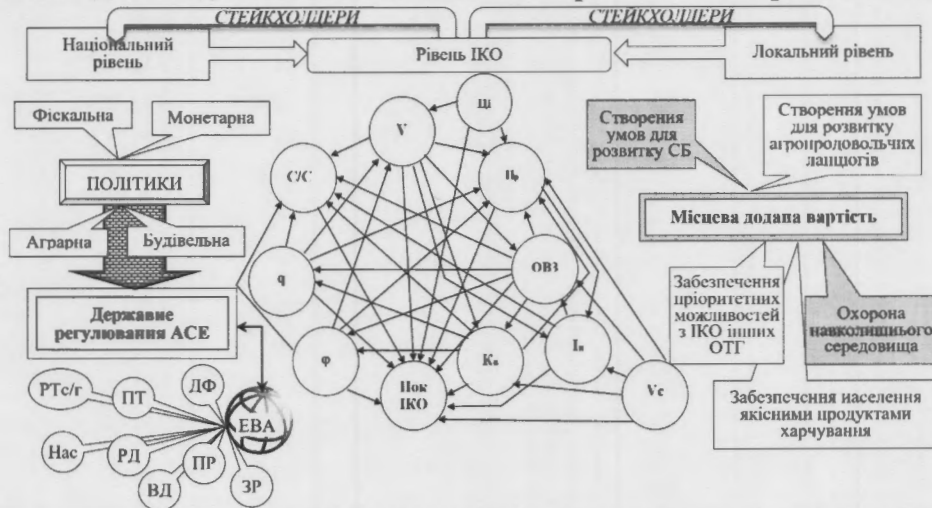 СТЕЙКХОЛДЕРИ
СТЕЙКХОЛДЕРИ
Національний
рівень
Рівень ІКО
Локальний рівень
Фіскальна
Монетарна
ПОЛІТИКИ
Аграрна
Будівельна
Державне
регулювання АСЕ
РТс/г
ПТ
ДФ
ЕВА
Нас
РД
ПР
ВД
ЗР
Ці
V
С/С
Пр
q
ОВЗ
φ
Пок
ІКО
Кв
Ів
Vc
Створення
умов для
розвитку СБ
Створення умов
для розвитку
агропродовольчих
ланцюгів
Місцева додана вартість
Забезпечення
пріоритетних
можливостей
з ІКО інших
ОТГ
Охорона
навколишнього
середовища
Забезпечення населення
якісними продуктами
харчування